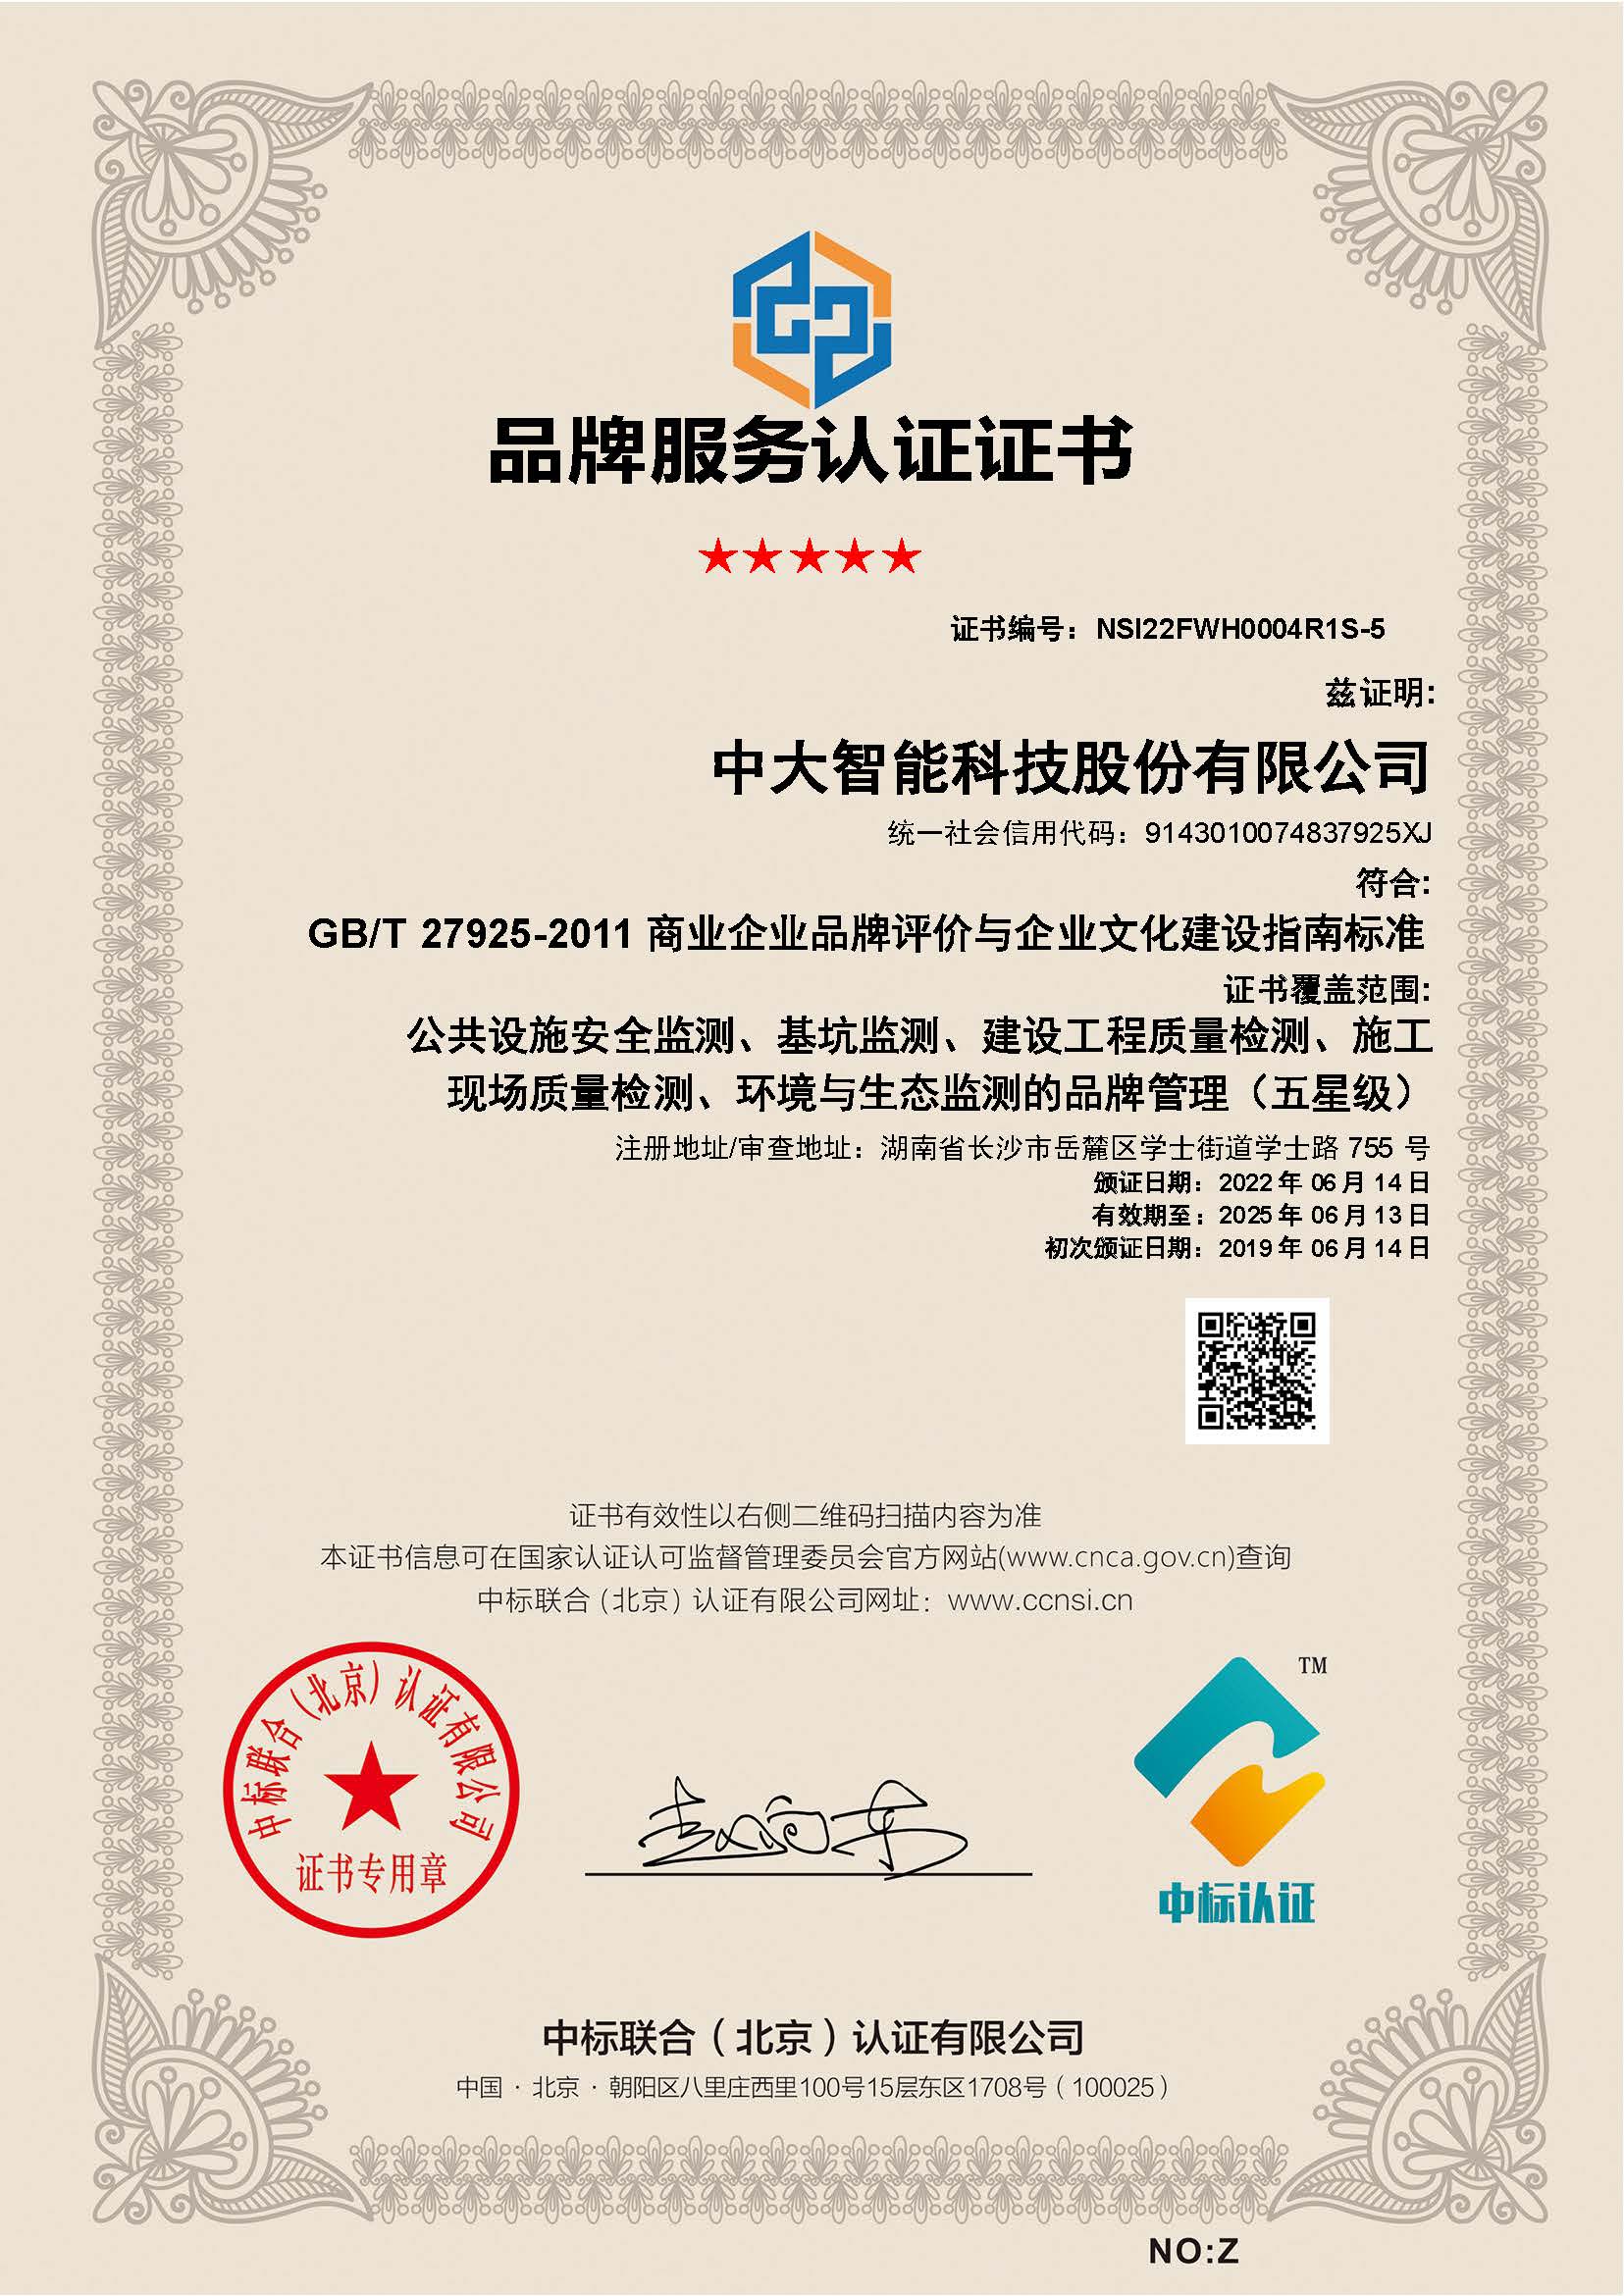 品牌服务认证证书
证书编号：NSI22FWH0004R1S-5
兹证明:
中大智能科技股份有限公司
统一社会信用代码：9143010074837925XJ
符合:
GB/T 27925-2011 商业企业品牌评价与企业文化建设指南标准
证书覆盖范围:
公共设施安全监测、基坑监测、建设工程质量检测、施工
现场质量检测、环境与生态监测的品牌管理（五星级）
注册地址/审查地址：湖南省长沙市岳麓区学士街道学士路 755 号
颁证日期：2022 年 06 月 14 日
有效期至：2025 年 06 月 13 日
初次颁证日期：2019 年 06 月 14 日
证书有效性以右侧二维码扫描内容为准
本证书信息可在国家认证认可监督管理委员会官方网站(www.cnca.gov.cn)查询
中标联合（北京）认证有限公司网址：www.ccnsi.cn
中标联合（北京）认证有限公司
证书专用章
TM
中标认证
中标联合（北京）认证有限公司
中国 · 北京 · 朝阳区八里庄西里100号15层东区1708号（100025）
NO:Z